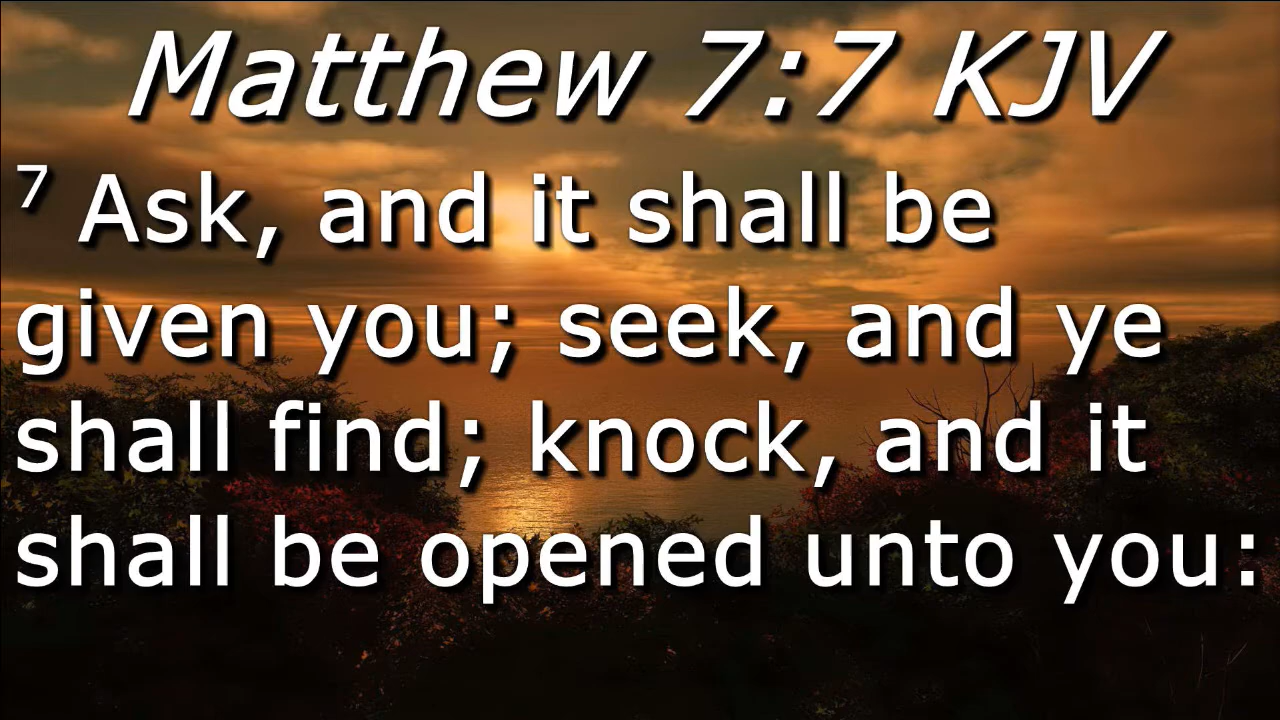 Matthew 7:7 KJV
7 Ask, and it shall be
given you; seek, and ye
shall find; knock, and it
shall be opened unto you: